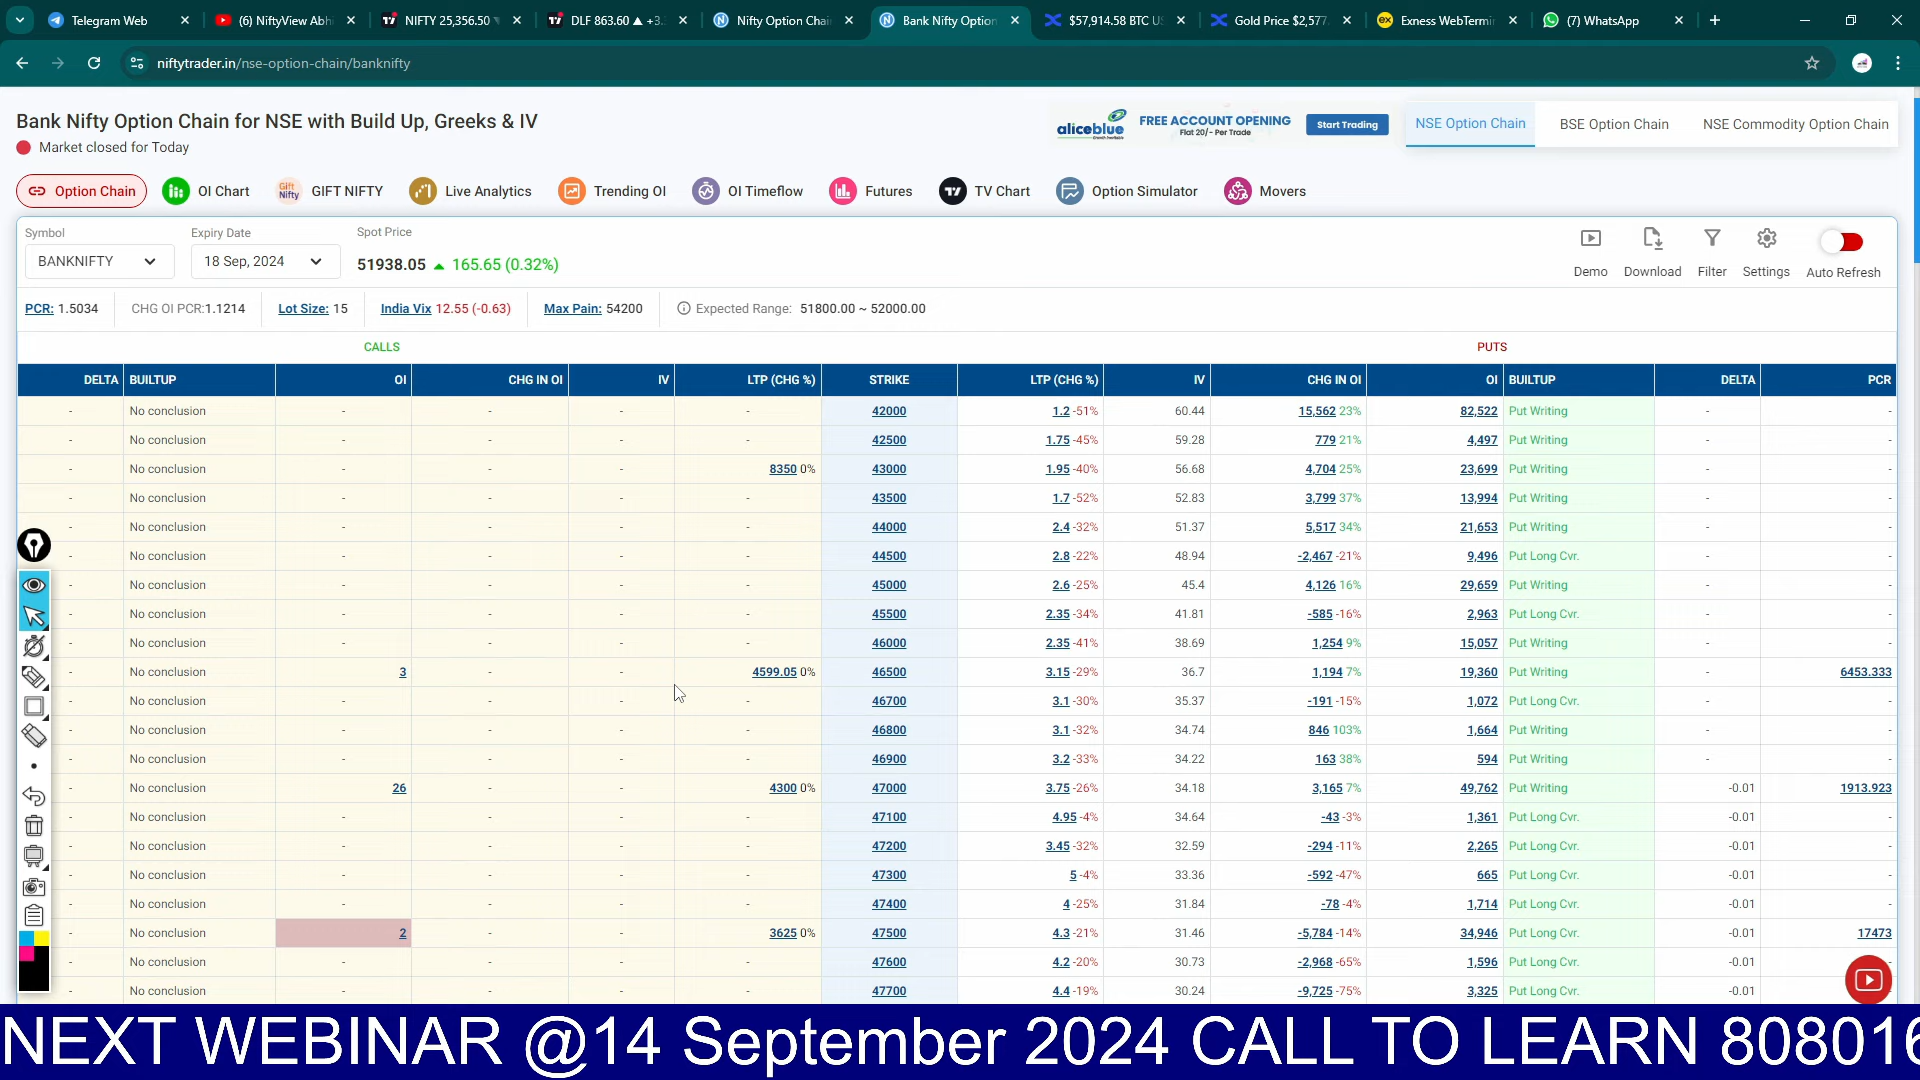 Telegram Web
(6) NiftyView Abhi
NIFTY 25,356.50
DLF 863.60 ▲ +3.
Nifty Option Chai
Bank Nifty Option
$57,914.58 BTC U
Gold Price $2,577
Exness WebTermi
(7) WhatsApp
niftytrader.in/nse-option-chain/banknifty
Bank Nifty Option Chain for NSE with Build Up, Greeks & IV
Market closed for Today
aliceblue FREE ACCOUNT OPENING Flat 20/- Per Trade Start Trading
NSE Option Chain BSE Option Chain NSE Commodity Option Chain
Option Chain OI Chart GIFT NIFTY Live Analytics Trending OI OI Timeflow Futures TV Chart Option Simulator Movers
Symbol Expiry Date Spot Price
BANKNIFTY 18 Sep, 2024 51938.05 ▲ 165.65 (0.32%)
Demo Download Filter Settings Auto Refresh
PCR: 1.5034 CHG OI PCR:1.1214 Lot Size: 15 India Vix 12.55 (-0.63) Max Pain: 54200 Expected Range: 51800.00 ~ 52000.00
CALLS PUTS
DELTA BUILTUP OI CHG IN OI IV LTP (CHG %) STRIKE LTP (CHG %) IV CHG IN OI OI BUILTUP DELTA PCR
- No conclusion - - - - 42000 1.2 -51% 60.44 15,562 23% 82,522 Put Writing - -
- No conclusion - - - - 42500 1.75 -45% 59.28 779 21% 4,497 Put Writing - -
- No conclusion - - - 8350 0% 43000 1.95 -40% 56.68 4,704 25% 23,699 Put Writing - -
- No conclusion - - - - 43500 1.7 -52% 52.83 3,799 37% 13,994 Put Writing - -
- No conclusion - - - - 44000 2.4 -32% 51.37 5,517 34% 21,653 Put Writing - -
- No conclusion - - - - 44500 2.8 -22% 48.94 -2,467 -21% 9,496 Put Long Cvr. - -
- No conclusion - - - - 45000 2.6 -25% 45.4 4,126 16% 29,659 Put Writing - -
- No conclusion - - - - 45500 2.35 -34% 41.81 -585 -16% 2,963 Put Long Cvr. - -
- No conclusion - - - - 46000 2.35 -41% 38.69 1,254 9% 15,057 Put Writing - -
- No conclusion 3 - - 4599.05 0% 46500 3.15 -29% 36.7 1,194 7% 19,360 Put Writing - 6453.333
- No conclusion - - - - 46700 3.1 -30% 35.37 -191 -15% 1,072 Put Long Cvr. - -
- No conclusion - - - - 46800 3.1 -32% 34.74 846 103% 1,664 Put Writing - -
- No conclusion - - - - 46900 3.2 -33% 34.22 163 38% 594 Put Writing - -
- No conclusion 26 - - 4300 0% 47000 3.75 -26% 34.18 3,165 7% 49,762 Put Writing -0.01 1913.923
- No conclusion - - - - 47100 4.95 -4% 34.64 -43 -3% 1,361 Put Long Cvr. -0.01 -
- No conclusion - - - - 47200 3.45 -32% 32.59 -294 -11% 2,265 Put Long Cvr. -0.01 -
- No conclusion - - - - 47300 5 -4% 33.36 -592 -47% 665 Put Long Cvr. -0.01 -
- No conclusion - - - - 47400 4 -25% 31.84 -78 -4% 1,714 Put Long Cvr. -0.01 -
- No conclusion 2 - - 3625 0% 47500 4.3 -21% 31.46 -5,784 -14% 34,946 Put Long Cvr. -0.01 17473
- No conclusion - - - - 47600 4.2 -20% 30.73 -2,968 -65% 1,596 Put Long Cvr. -0.01 -
- No conclusion - - - - 47700 4.4 -19% 30.24 -9,725 -75% 3,325 Put Long Cvr. -0.01 -
NEXT WEBINAR @14 September 2024 CALL TO LEARN 808016